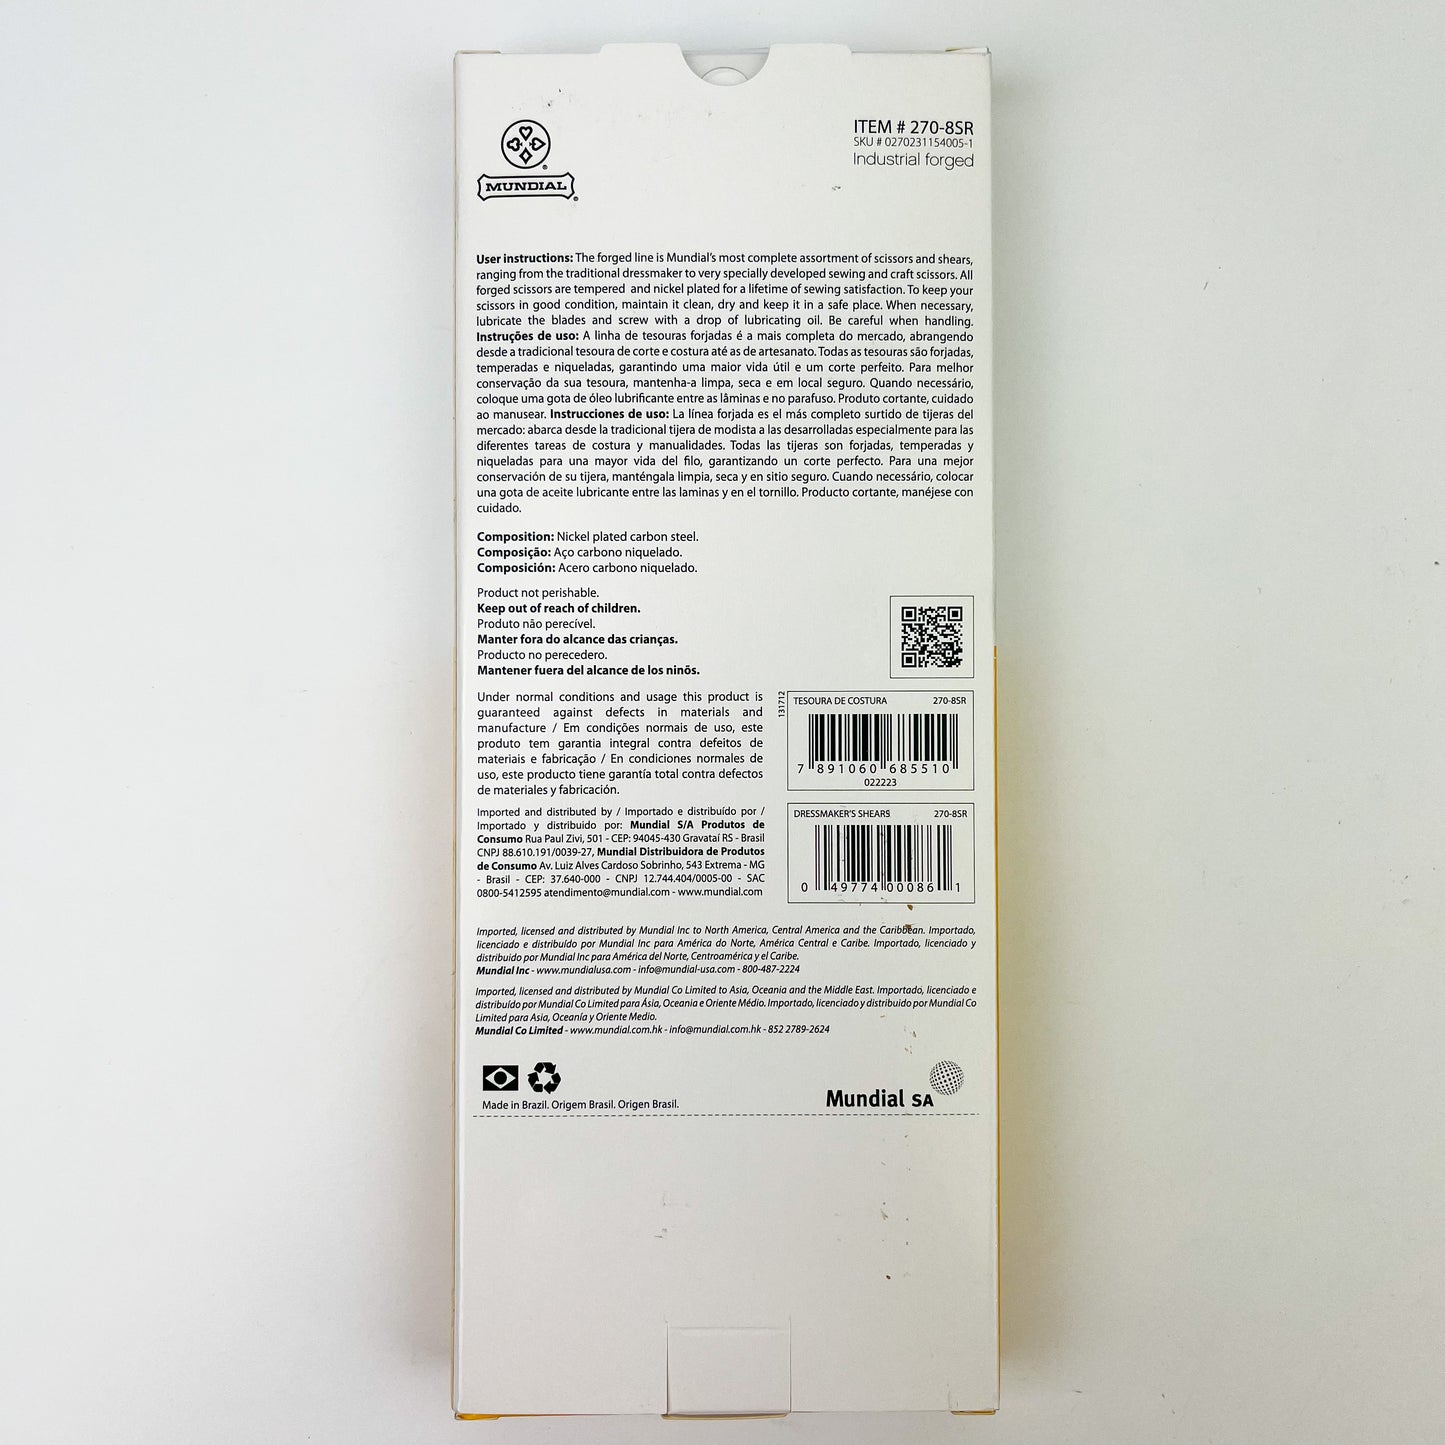 MUNDIAL
ITEM # 270-8SR
SKU # 0270231154005-1
Industrial forged
User instructions: The forged line is Mundial's most complete assortment of scissors and shears,
ranging from the traditional dressmaker to very specially developed sewing and craft scissors. All
forged scissors are tempered and nickel plated for a lifetime of sewing satisfaction. To keep your
scissors in good condition, maintain it clean, dry and keep it in a safe place. When necessary,
lubricate the blades and screw with a drop of lubricating oil. Be careful when handling.
Instruções de uso: A linha de tesouras forjadas é a mais completa do mercado, abrangendo
desde a tradicional tesoura de corte e costura até as de artesanato. Todas as tesouras são forjadas,
temperadas e niqueladas, garantindo uma maior vida útil e um corte perfeito. Para melhor
conservação da sua tesoura, mantenha-a limpa, seca e em local seguro. Quando necessário,
coloque uma gota de óleo lubrificante entre as lâminas e no parafuso. Produto cortante, cuidado
ao manusear. Instrucciones de uso: La línea forjada es el más completo surtido de tijeras del
mercado: abarca desde la tradicional tijera de modista a las desarrolladas especialmente para las
diferentes tareas de costura y manualidades. Todas las tijeras son forjadas, temperadas y
niqueladas para una mayor vida del filo, garantizando un corte perfecto. Para una mejor
conservación de su tijera, manténgala limpia, seca y en sitio seguro. Cuando necessário, colocar
una gota de aceite lubricante entre las laminas y en el tornillo. Producto cortante, manéjese con
cuidado.
Composition: Nickel plated carbon steel.
Composição: Aço carbono niquelado.
Composición: Acero carbono niquelado.
Product not perishable.
Keep out of reach of children.
Produto não perecível.
Manter fora do alcance das crianças.
Producto no perecedero.
Mantener fuera del alcance de los ninõs.
Under normal conditions and usage this product is
guaranteed against defects in materials and
manufacture / Em condições normais de uso, este
produto tem garantia integral contra defeitos de
materiais e fabricação / En condiciones normales de
uso, este producto tiene garantía total contra defectos
de materiales y fabricación.
131712
TESOURA DE COSTURA 270-8SR
7 891060 685510
022223
DRESSMAKER'S SHEARS 270-8SR
0 49774 00086 1
Imported and distributed by / Importado e distribuído por /
Importado y distribuido por: Mundial S/A Produtos de
Consumo Rua Paul Zivi, 501 - CEP: 94045-430 Gravataí RS - Brasil
CNPJ 88.610.191/0039-27, Mundial Distribuidora de Produtos
de Consumo Av. Luiz Alves Cardoso Sobrinho, 543 Extrema - MG
- Brasil - CEP: 37.640-000 - CNPJ 12.744.404/0005-00 - SAC
0800-5412595 atendimento@mundial.com - www.mundial.com
Imported, licensed and distributed by Mundial Inc to North America, Central America and the Caribbean. Importado,
licenciado e distribuído por Mundial Inc para América do Norte, América Central e Caribe. Importado, licenciado y
distribuido por Mundial Inc para América del Norte, Centroamérica y el Caribe.
Mundial Inc - www.mundialusa.com - info@mundial-usa.com - 800-487-2224
Imported, licensed and distributed by Mundial Co Limited to Asia, Oceania and the Middle East. Importado, licenciado e
distribuído por Mundial Co Limited para Ásia, Oceania e Oriente Médio. Importado, licenciado y distribuido por Mundial Co
Limited para Asia, Oceanía y Oriente Medio.
Mundial Co Limited - www.mundial.com.hk - info@mundial.com.hk - 852 2789-2624
Made in Brazil. Origem Brasil. Origen Brasil.
Mundial SA